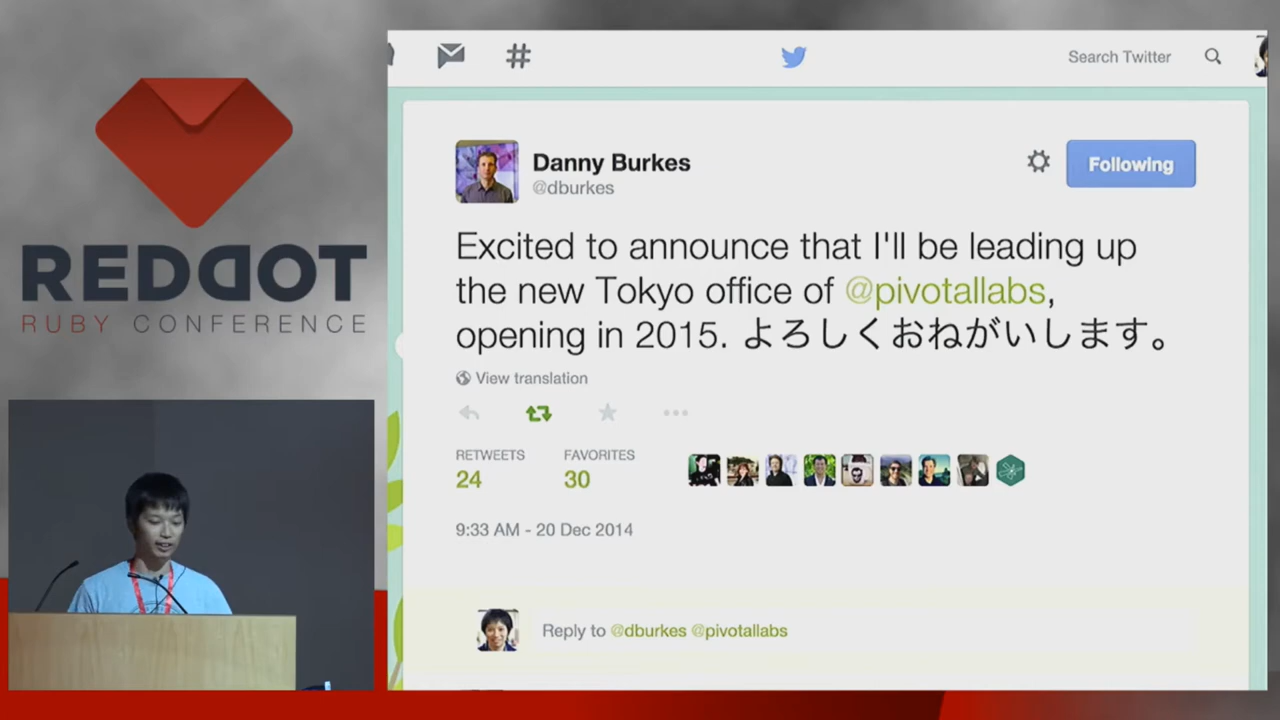 REDDOT
RUBY CONFERENCE
#
Search Twitter
Danny Burkes
@dburkes
Following
Excited to announce that I'll be leading up
the new Tokyo office of @pivotallabs,
opening in 2015. よろしくおねがいします。
View translation
RETWEETS
24
FAVORITES
30
9:33 AM - 20 Dec 2014
Reply to @dburkes @pivotallabs